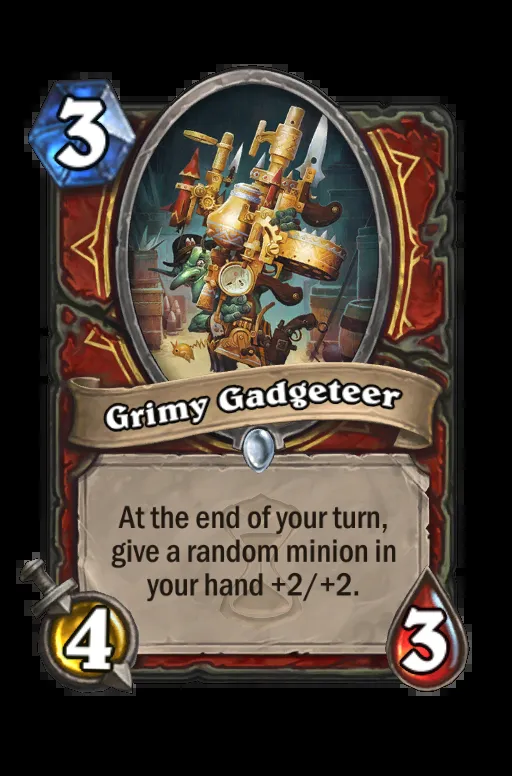 3
Grimy Gadgeteer
At the end of your turn,
give a random minion in
your hand +2/+2.
4
3